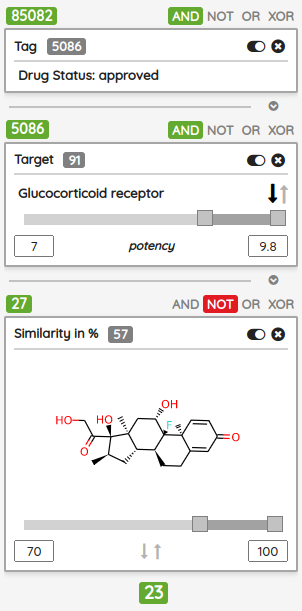 85082 AND NOT OR XOR
Tag 5086
Drug Status: approved
5086 AND NOT OR XOR
Target 91
Glucocorticoid receptor
7 potency 9.8
27 AND NOT OR XOR
Similarity in % 57
OH
HO HO F
O O
70 100
23